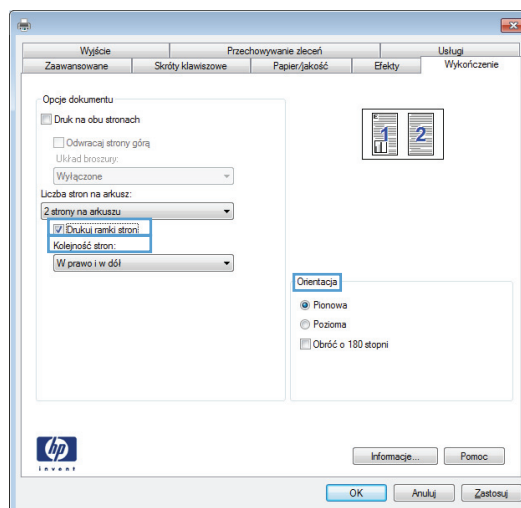 Wyjście
Przechowywanie zleceń
Usługi
Zaawansowane
Skróty klawiszowe
Papier/jakość
Efekty
Wykończenie
Opcje dokumentu
Druk na obu stronach
Odwracaj strony górą
Układ broszury:
Wyłączone
Liczba stron na arkusz:
2 strony na arkuszu
Drukuj ramki stron
Kolejność stron:
W prawo i w dół
1 2
Orientacja
Pionowa
Pozioma
Obróć o 180 stopni
hp
invent
Informacje...
Pomoc
OK
Anuluj
Zastosuj